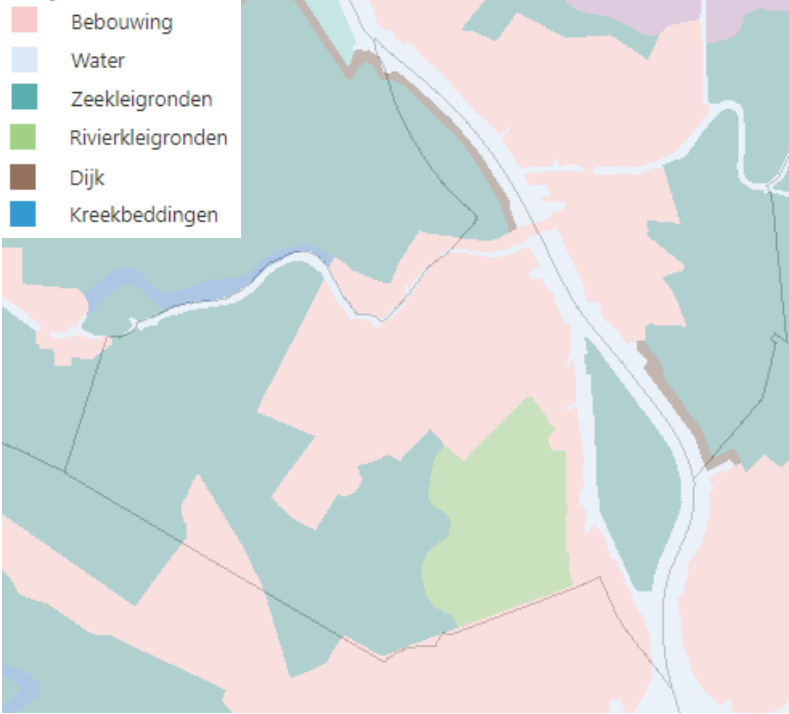 Bebouwing
Water
Zeekleigronden
Rivierkleigronden
Dijk
Kreekbeddingen